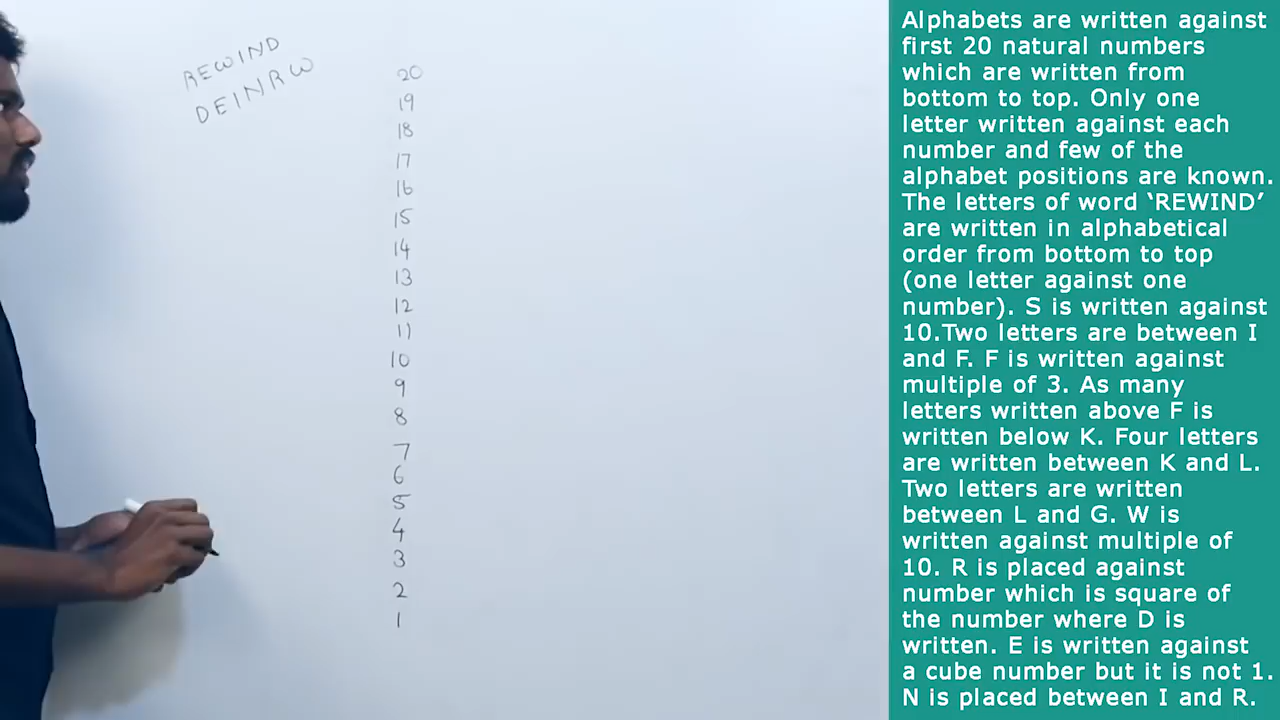 REWIND
DEINRW
20
19
18
17
16
15
14
13
12
11
10
9
8
7
6
5
4
3
2
1
Alphabets are written against
first 20 natural numbers
which are written from
bottom to top. Only one
letter written against each
number and few of the
alphabet positions are known.
The letters of word ‘REWIND’
are written in alphabetical
order from bottom to top
(one letter against one
number). S is written against
10.Two letters are between I
and F. F is written against
multiple of 3. As many
letters written above F is
written below K. Four letters
are written between K and L.
Two letters are written
between L and G. W is
written against multiple of
10. R is placed against
number which is square of
the number where D is
written. E is written against
a cube number but it is not 1.
N is placed between I and R.